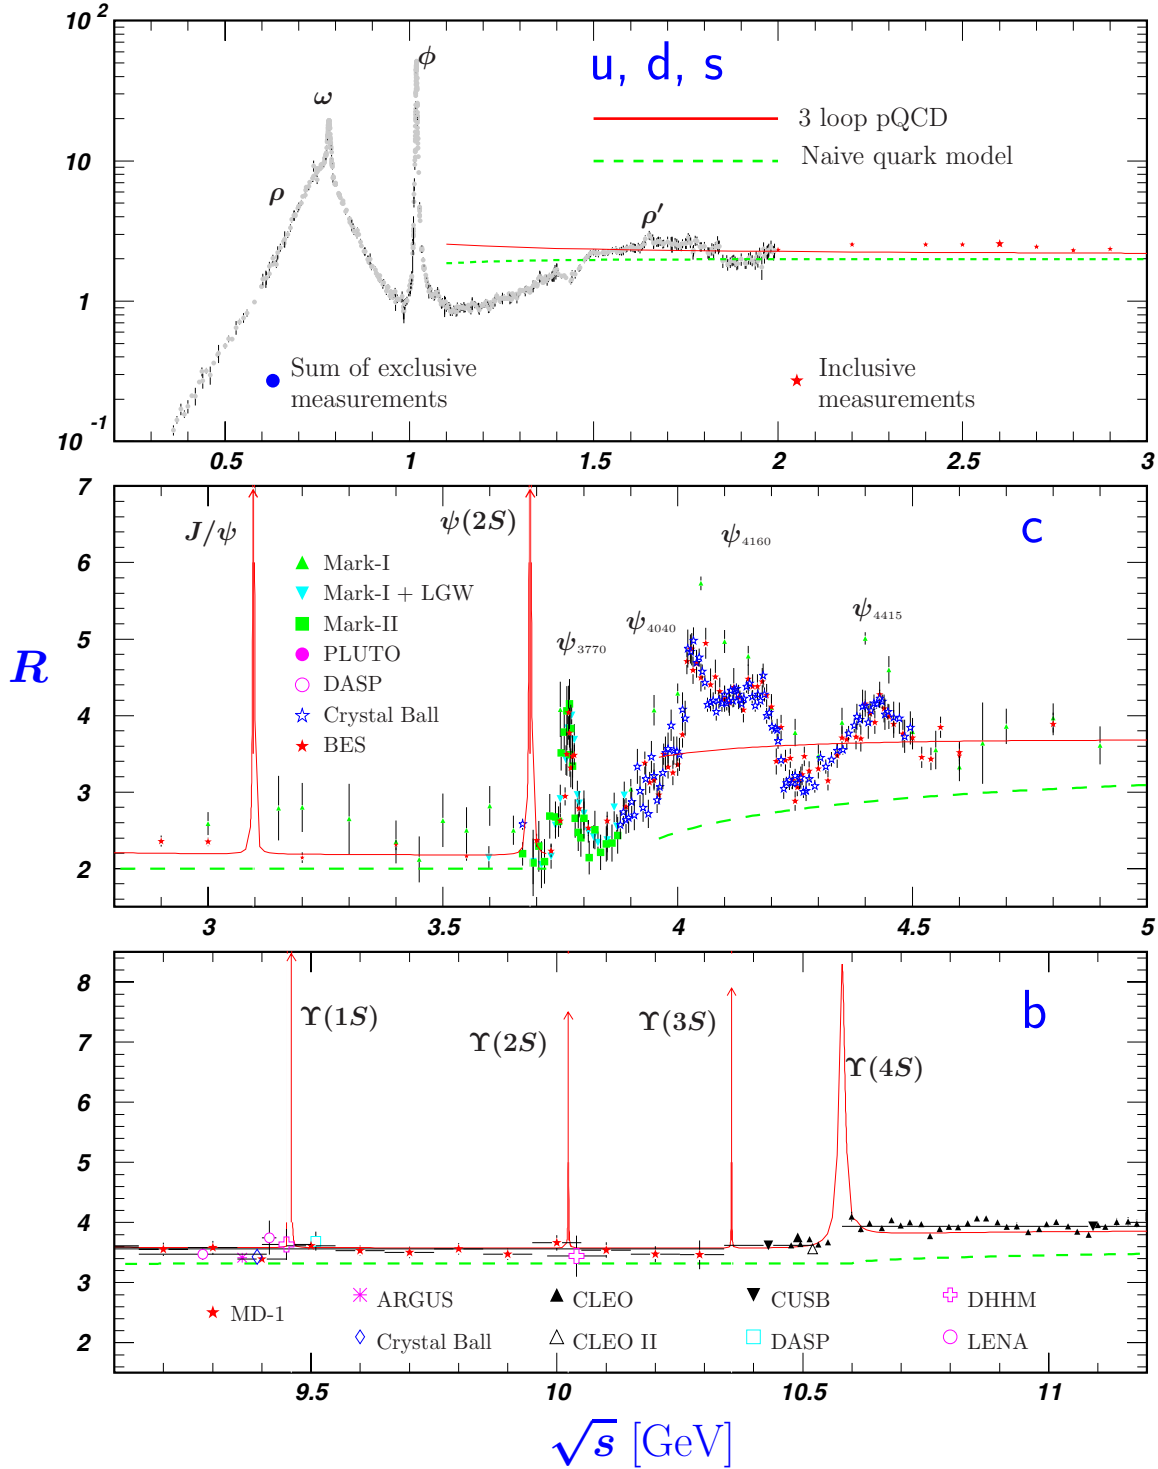 10 2
ϕ
u, d, s
ω
3 loop pQCD
10
Naive quark model
ρ
ρ′
1
Sum of exclusive
measurements
Inclusive
measurements
10 -1
0.5 1 1.5 2 2.5 3
7
J/ψ
ψ(2S)
c
ψ4160
6
Mark-I
Mark-I + LGW
ψ4415
5
Mark-II
ψ4040
ψ3770
R
PLUTO
DASP
4
Crystal Ball
BES
3
2
3 3.5 4 4.5 5
8
Υ(1S)
Υ(2S)
Υ(3S)
b
7
Υ(4S)
6
5
4
3
MD-1
ARGUS
CLEO
CUSB
DHHM
2
Crystal Ball
CLEO II
DASP
LENA
9.5 10 10.5 11
√s [GeV]